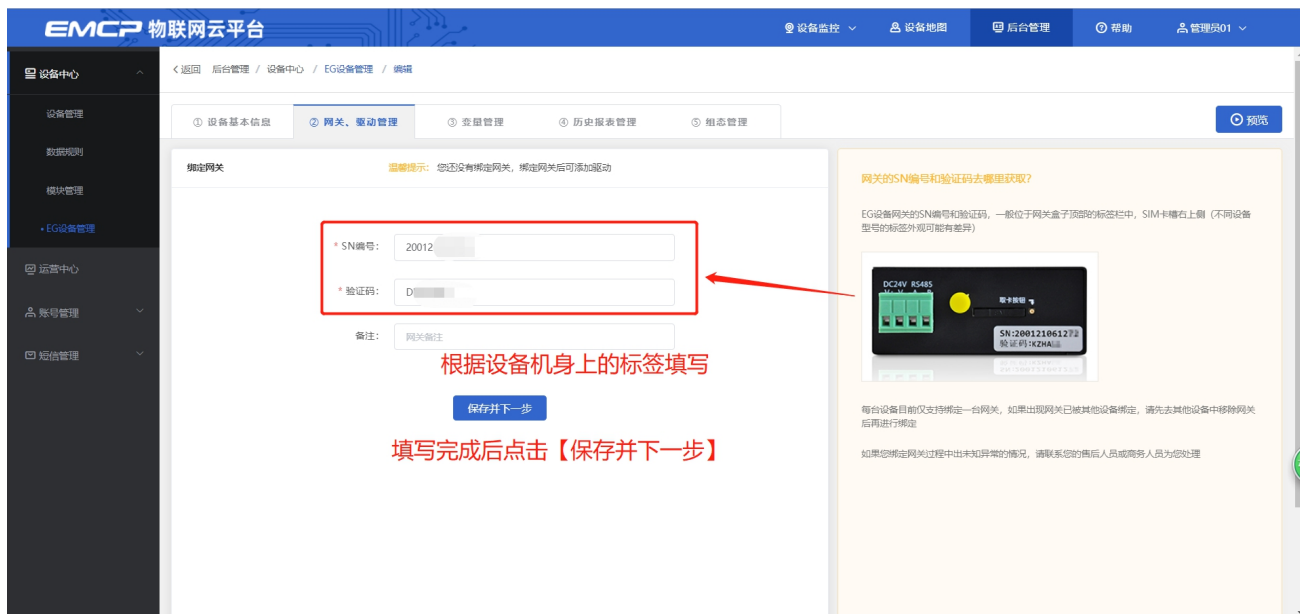 EMCP 物联网云平台
设备监控
设备地图
后台管理
帮助
管理员01
设备中心
设备管理
数据规则
模块管理
• EG设备管理
运营中心
账号管理
短信管理
<返回 后台管理 / 设备中心 / EG设备管理 / 编辑
① 设备基本信息
② 网关、驱动管理
③ 变量管理
④ 历史报表管理
⑤ 组态管理
预览
绑定网关
温馨提示: 您还没有绑定网关，绑定网关后可添加驱动
* SN编号: 20012
* 验证码: D
备注: 网关备注
根据设备机身上的标签填写
保存并下一步
填写完成后点击【保存并下一步】
网关的SN编号和验证码去哪里获取?
EG设备网关的SN编号和验证码，一般位于网关盒子顶部的标签栏中，SIM卡槽右上侧（不同设备
型号的标签外观可能有差异）
DC24V RS485
V- V+ A B
取卡按钮
SN:200121061272
验证码:KZHA
每台设备目前仅支持绑定一台网关，如果出现网关已被其他设备绑定，请先去其他设备中移除网关
后再进行绑定
如果您绑定网关过程中出未知异常的情况，请联系您的售后人员或商务人员为您处理